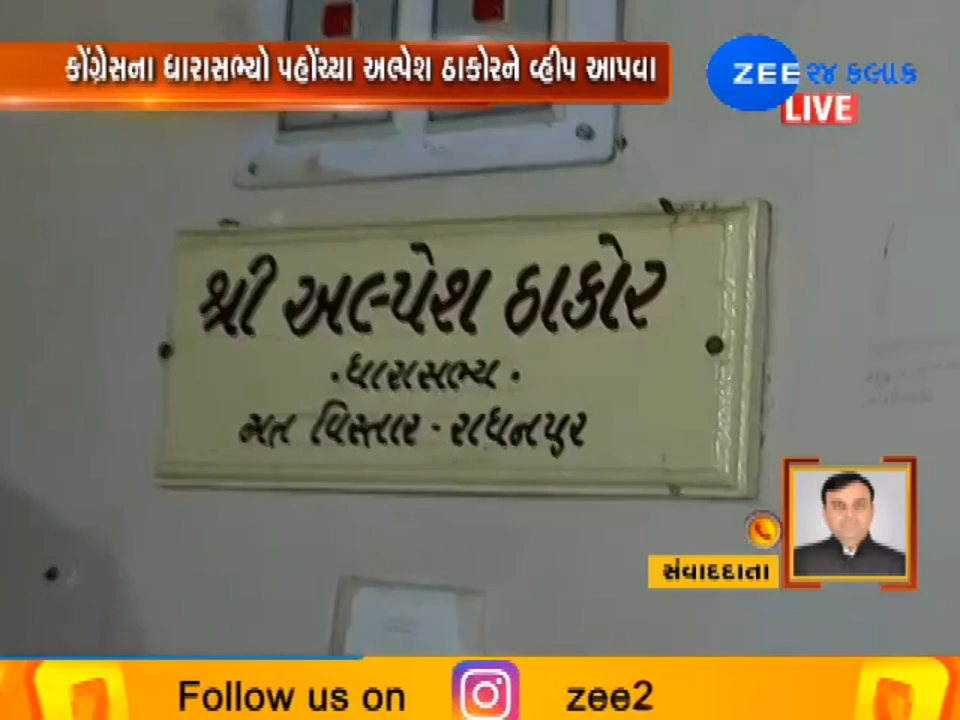 કોંગ્રેસના ધારાસભ્યો પહોંચ્યા અલ્પેશ ઠાકોરને વ્હીપ આપવા
ZEE ૨૪ કલાક
LIVE
શ્રી અલ્પેશ ઠાકોર
·ધારાસભ્ય·
મત વિસ્તાર - રાધનપુર
સંવાદદાતા
Follow us on zee2